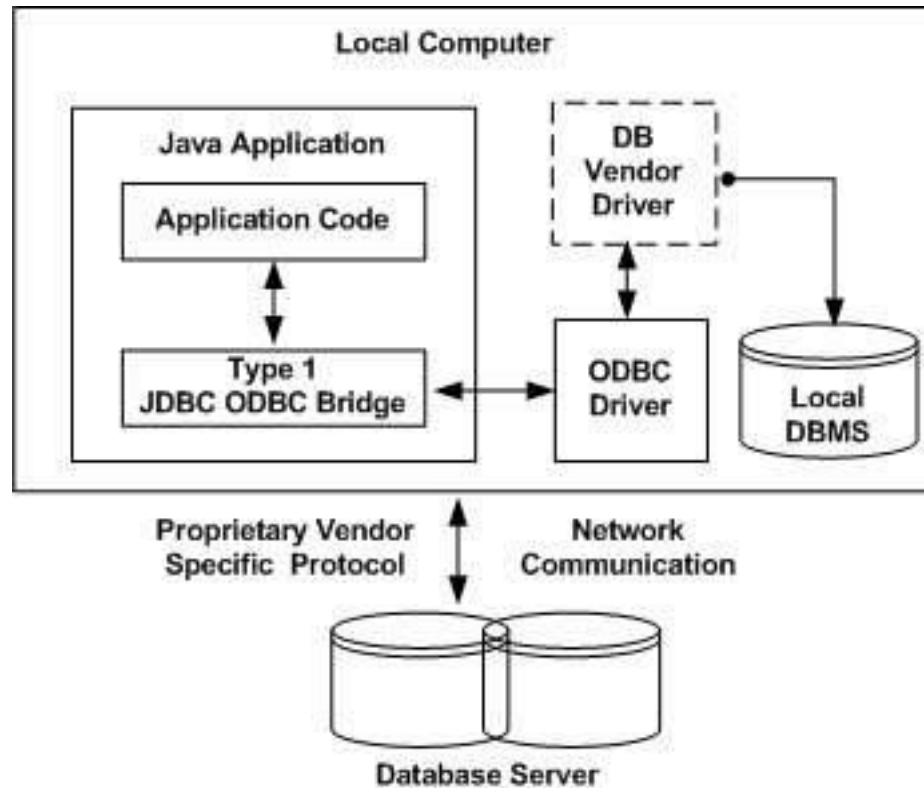 Local Computer
Java Application
Application Code
Type 1
JDBC ODBC Bridge
DB
Vendor
Driver
ODBC
Driver
Local
DBMS
Proprietary Vendor
Specific Protocol
Network
Communication
Database Server